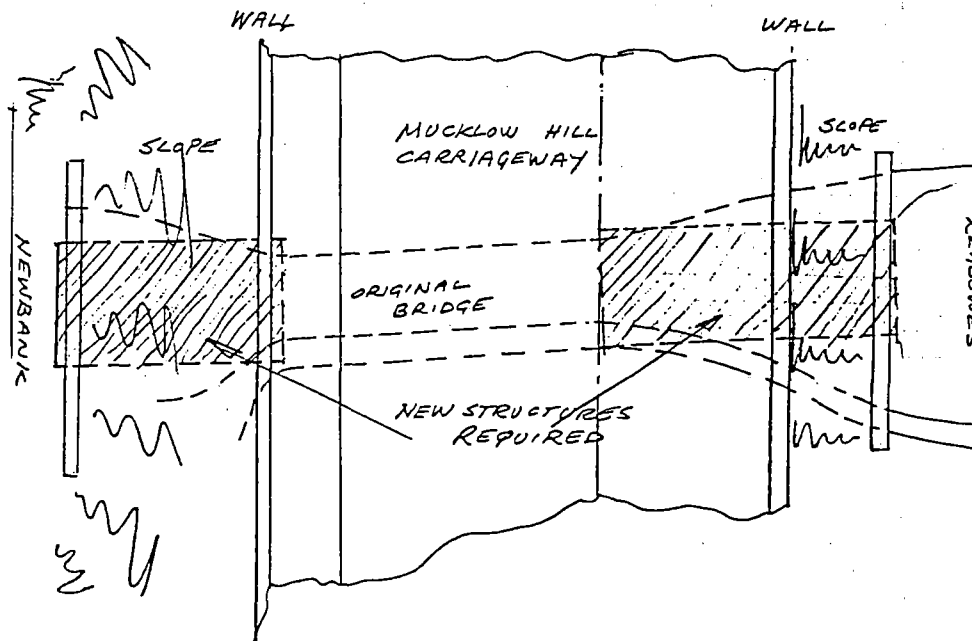 WALL
WALL
MUCKLOW HILL
CARRIAGEWAY
SLOPE
SLOPE
NEWBANK
ORIGINAL
BRIDGE
NEW STRUCTURES
REQUIRED